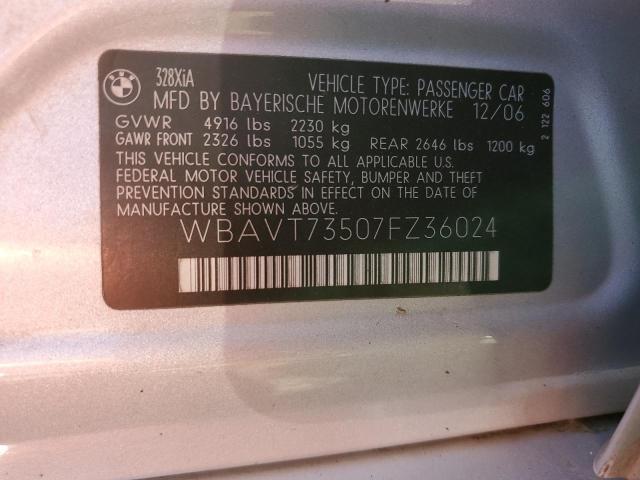 BMW
328XiA
VEHICLE TYPE: PASSENGER CAR
MFD BY BAYERISCHE MOTORENWERKE 12/06
GVWR 4916 lbs 2230 kg
GAWR FRONT 2326 lbs 1055 kg REAR 2646 lbs 1200 kg
THIS VEHICLE CONFORMS TO ALL APPLICABLE U.S.
FEDERAL MOTOR VEHICLE SAFETY, BUMPER AND THEFT
PREVENTION STANDARDS IN EFFECT ON THE DATE OF
MANUFACTURE SHOWN ABOVE.
WBAVT73507FZ36024
2 122 606